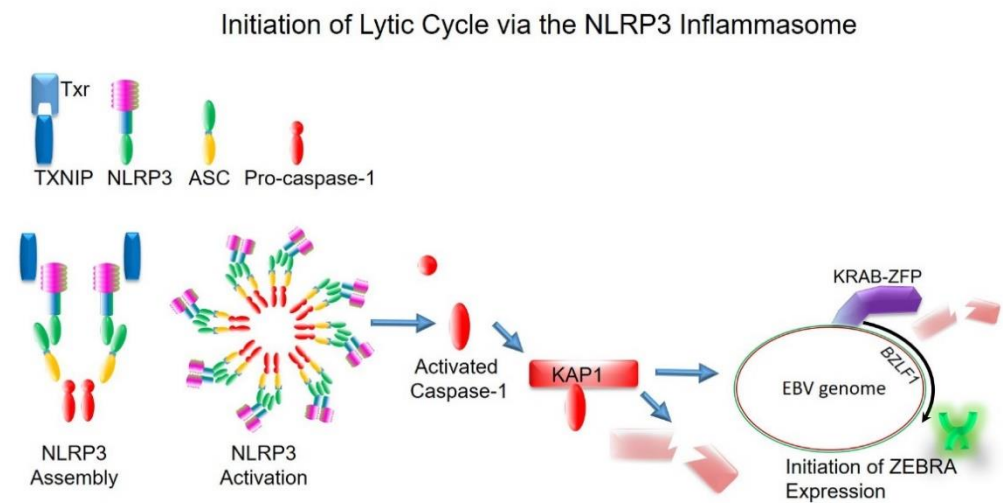 Initiation of Lytic Cycle via the NLRP3 Inflammasome
Txr
TXNIP NLRP3 ASC Pro-caspase-1
NLRP3
Assembly
NLRP3
Activation
Activated
Caspase-1
KAP1
KRAB-ZFP
BZLF1
EBV genome
Initiation of ZEBRA
Expression